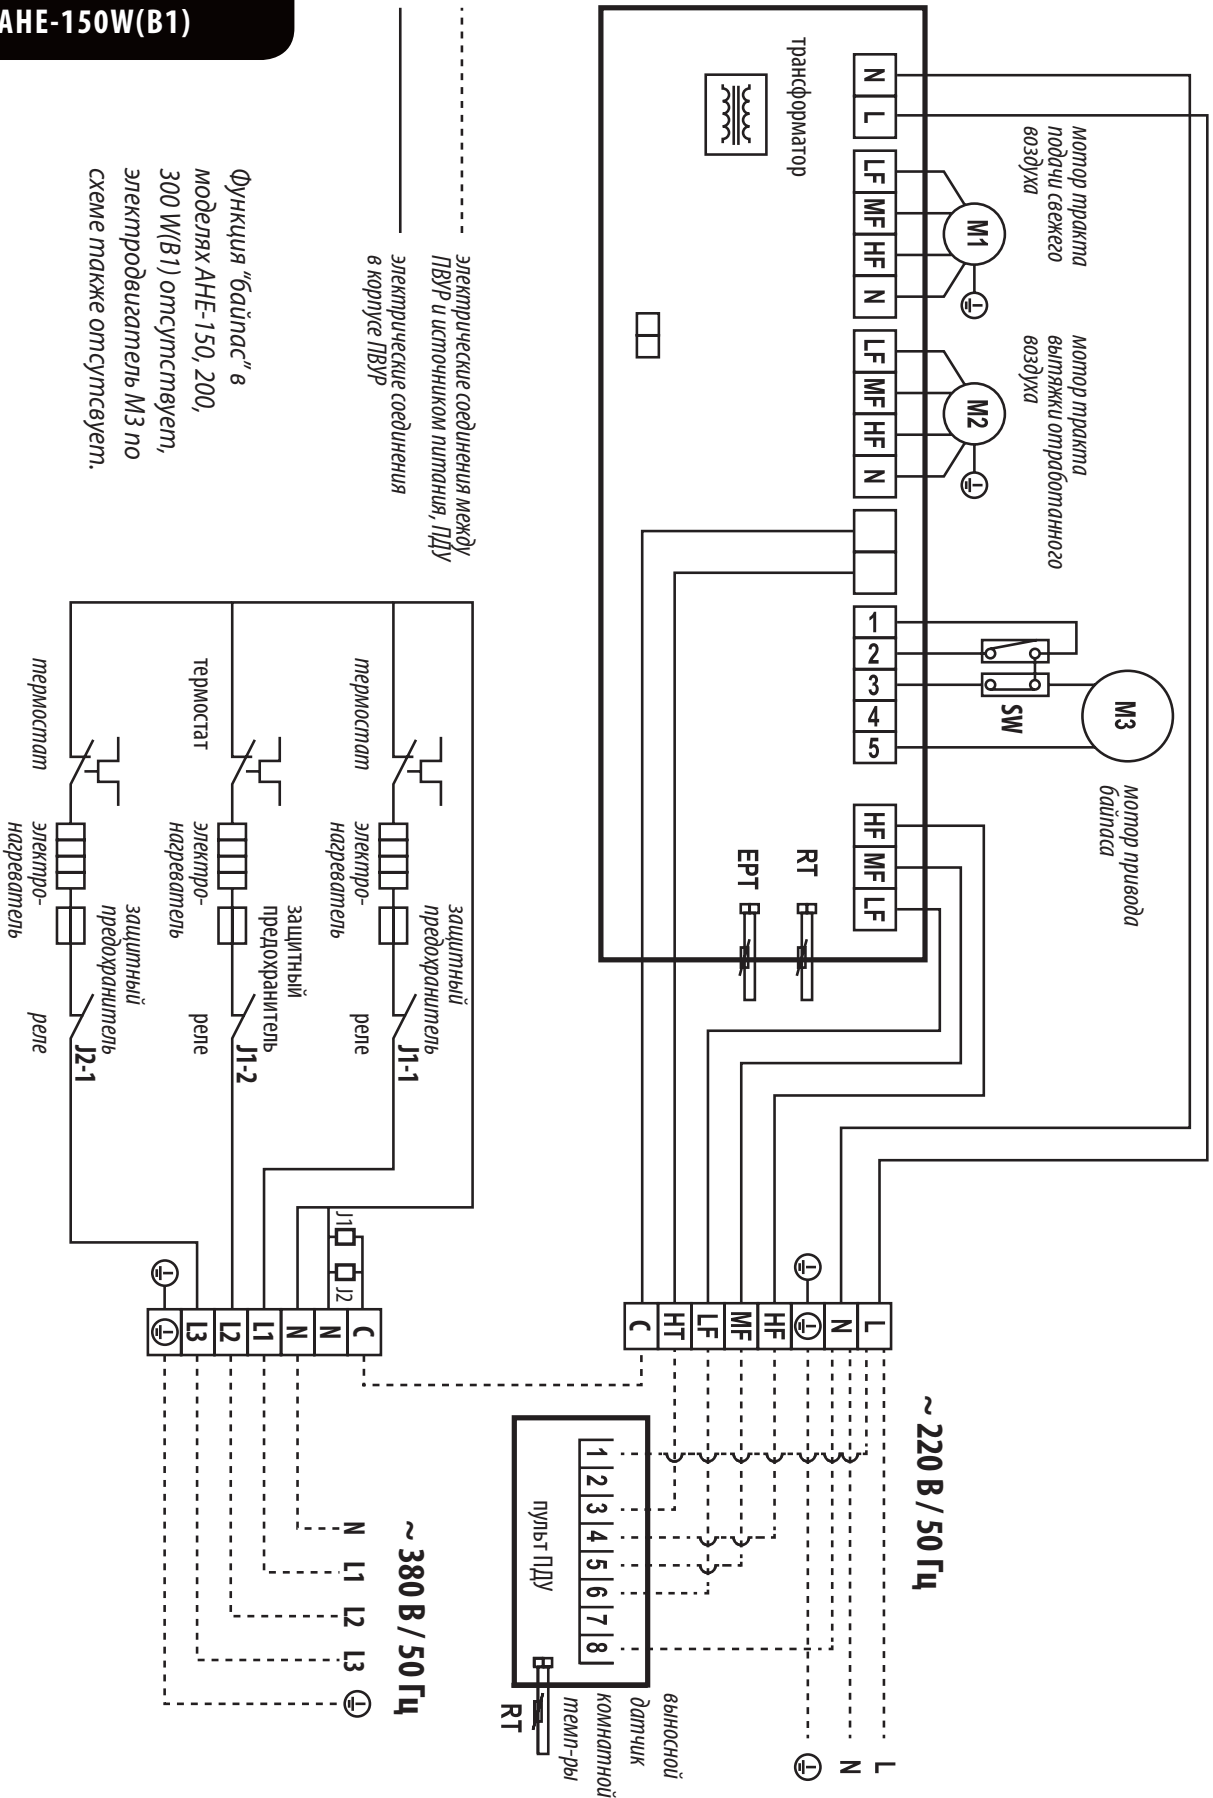 AHE-150W(B1)
Функция “байпас” в
моделях АНЕ-150, 200,
300 W(B1) отсутствует,
электродвигатель М3 по
схеме также отсутсвует.
электрические соединения между
ПВУР и источником питания, ПДУ
электрические соединения
в корпусе ПВУР
трансформатор
N
L
LF
MF
HF
N
LF
MF
HF
N
1
2
3
4
5
HF
MF
LF
мотор тракта
подачи свежего
воздуха
M1
мотор тракта
вытяжки отработанного
воздуха
M2
SW
M3
мотор привода
байпаса
RT
EPT
термостат
электро-
нагреватель
защитный
предохранитель
реле
J1-1
термостат
электро-
нагреватель
защитный
предохранитель
реле
J1-2
термостат
электро-
нагреватель
защитный
предохранитель
реле
J2-1
J1
J2
C
N
N
L1
L2
L3
L
N
HF
MF
LF
HT
C
~ 220 В / 50 Гц
L
N
1
2
3
4
5
6
7
8
пульт ПДУ
RT
выносной
датчик
комнатной
темп-ры
~ 380 В / 50 Гц
N
L1
L2
L3